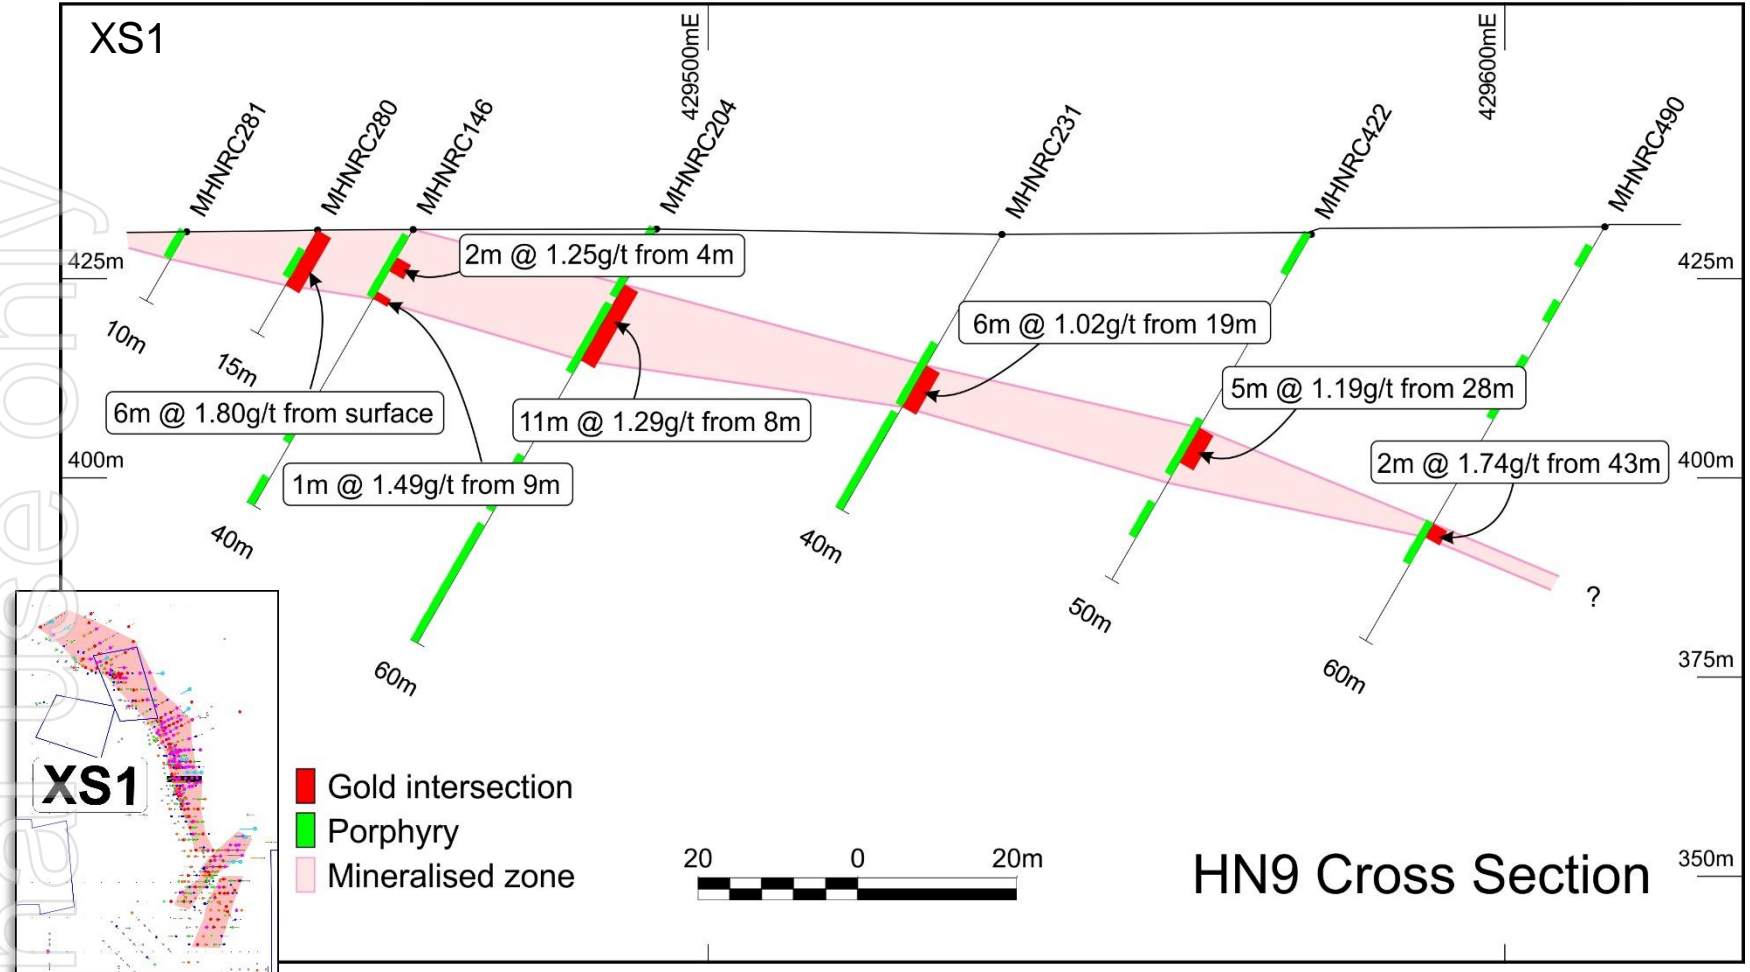 XS1
429500mE
429600mE
MHNRC281
MHNRC280
MHNRC146
MHNRC204
MHNRC231
MHNRC422
MHNRC490
425m
425m
2m @ 1.25g/t from 4m
6m @ 1.02g/t from 19m
10m
15m
5m @ 1.19g/t from 28m
6m @ 1.80g/t from surface
11m @ 1.29g/t from 8m
400m
400m
2m @ 1.74g/t from 43m
1m @ 1.49g/t from 9m
40m
40m
50m
?
60m
60m
375m
XS1
Gold intersection
Porphyry
Mineralised zone
20 0 20m
HN9 Cross Section
350m
nal use only